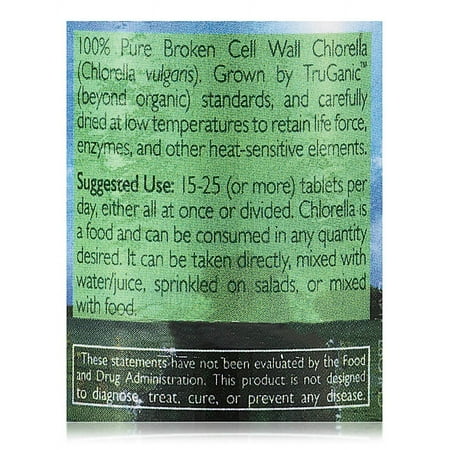 100% Pure Broken Cell Wall Chlorella
(Chlorella vulgaris). Grown by TruGanic™
(beyond organic) standards, and carefully
dried at low temperatures to retain life force,
enzymes, and other heat-sensitive elements.
Suggested Use: 15-25 (or more) tablets per
day, either all at once or divided. Chlorella is
a food and can be consumed in any quantity
desired. It can be taken directly, mixed with
water/juice, sprinkled on salads, or mixed
with food.
"These statements have not been evaluated by the Food
and Drug Administration. This product is not designed
to diagnose, treat, cure, or prevent any disease.